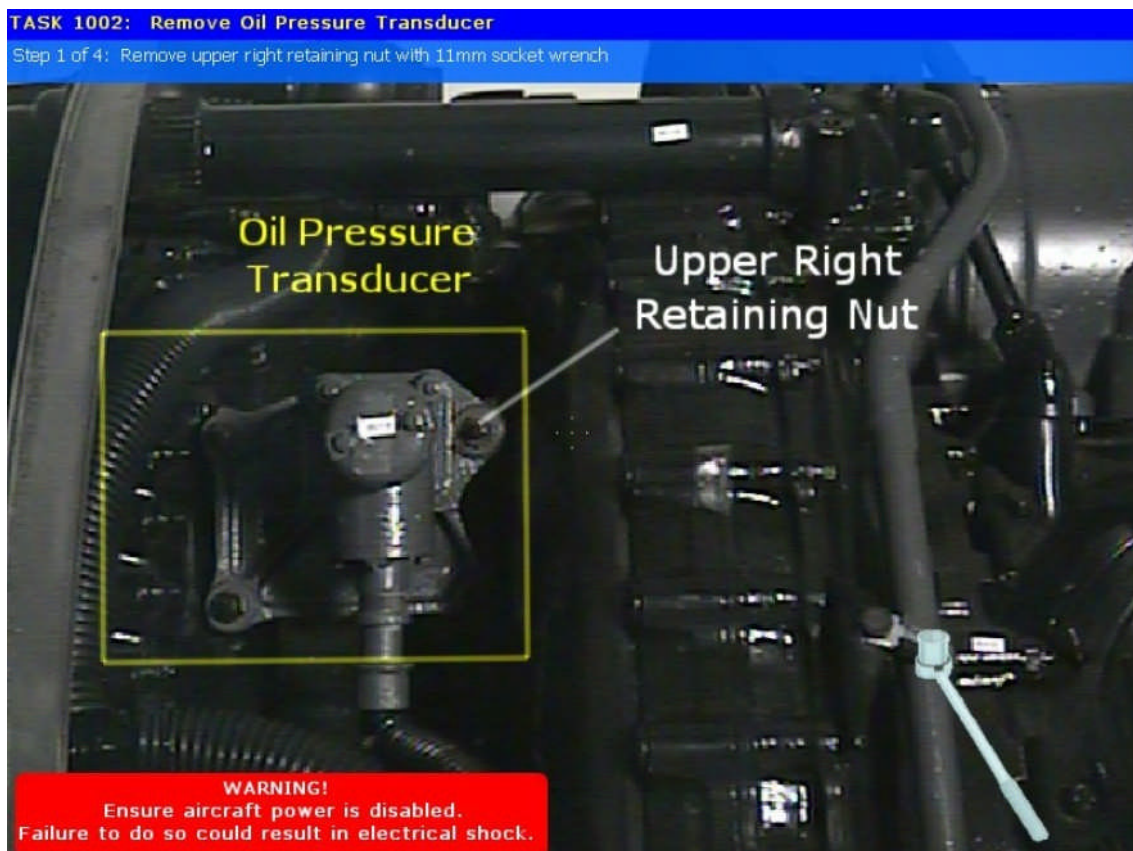 TASK 1002: Remove Oil Pressure Transducer
Step 1 of 4: Remove upper right retaining nut with 11mm socket wrench
Oil Pressure
Transducer
Upper Right
Retaining Nut
WARNING!
Ensure aircraft power is disabled.
Failure to do so could result in electrical shock.